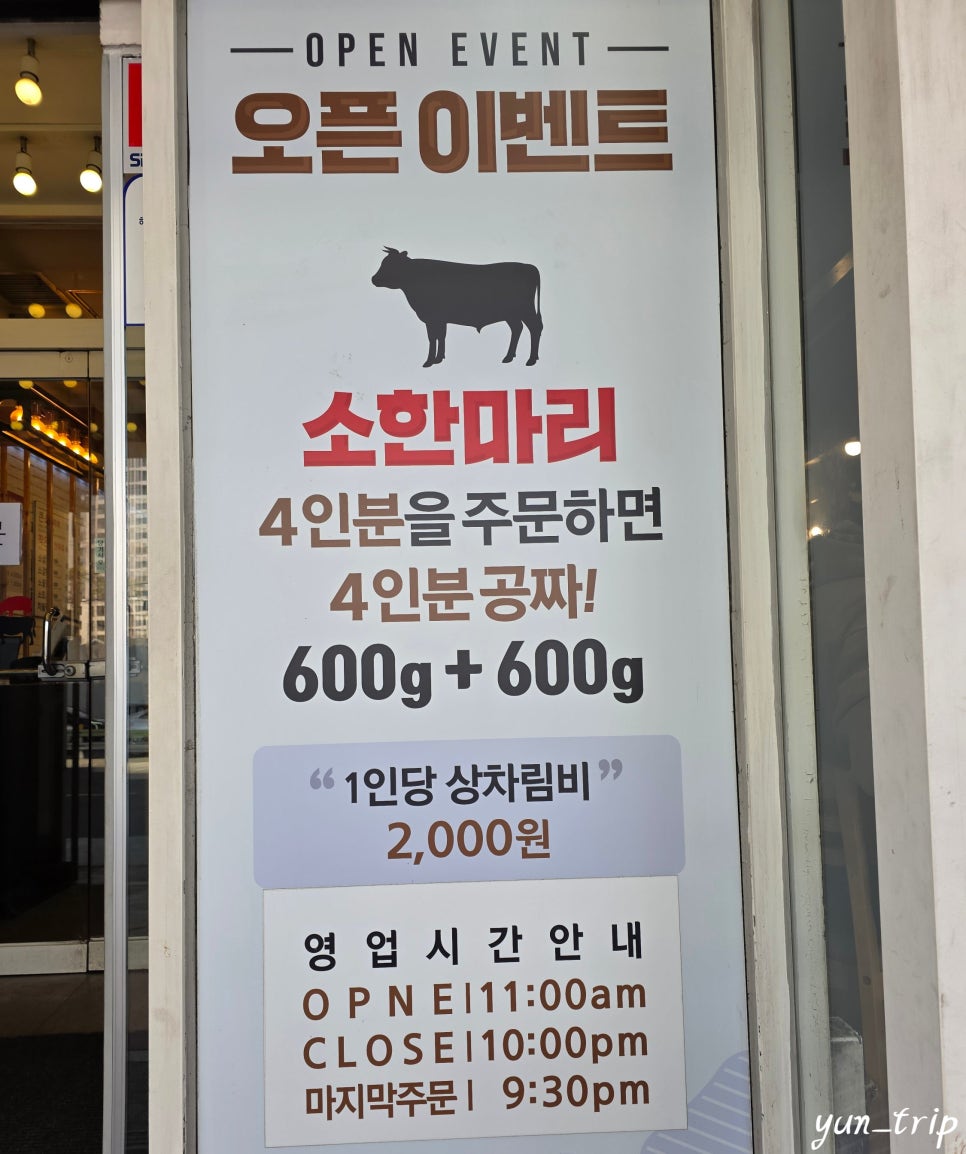 OPEN EVENT
오픈 이벤트
소한마리
4인분을 주문하면
4인분 공짜!
600g + 600g
“1인당 상차림비”
2,000원
영업시간안내
OPNE | 11:00am
CLOSE | 10:00pm
마지막주문 | 9:30pm
yun_trip